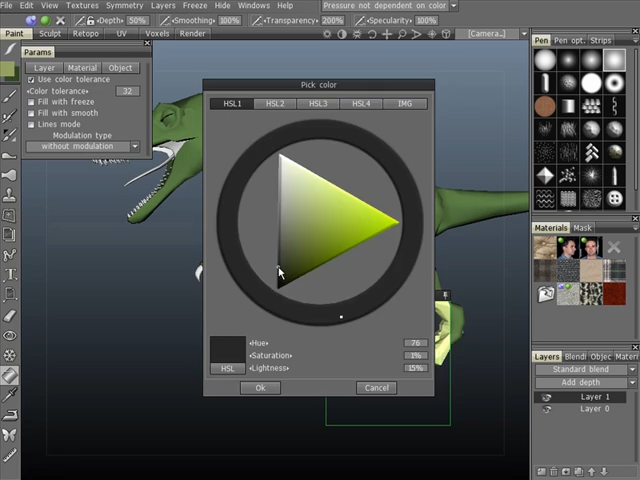 File Edit View Textures Symmetry Layers Freeze Hide Windows Pressure not dependent on color
Depth: 50% Smoothing: 100% Transparency: 200% Specularity: 100%
Paint Sculpt Retopo UV Voxels Render [Camera...]
Params
Layer Material Object
Use color tolerance
Color tolerance: 32
Fill with freeze
Fill with smooth
Lines mode
Modulation type
without modulation
Pick color
HSL1 HSL2 HSL3 HSL4 IMG
Hue 76
Saturation 1%
HSL Lightness 15%
Ok Cancel
Pen Pen opt. Strips
Materials Mask
Layers Blendi Objec Materi
Standard blend
Add depth
Layer 1
Layer 0